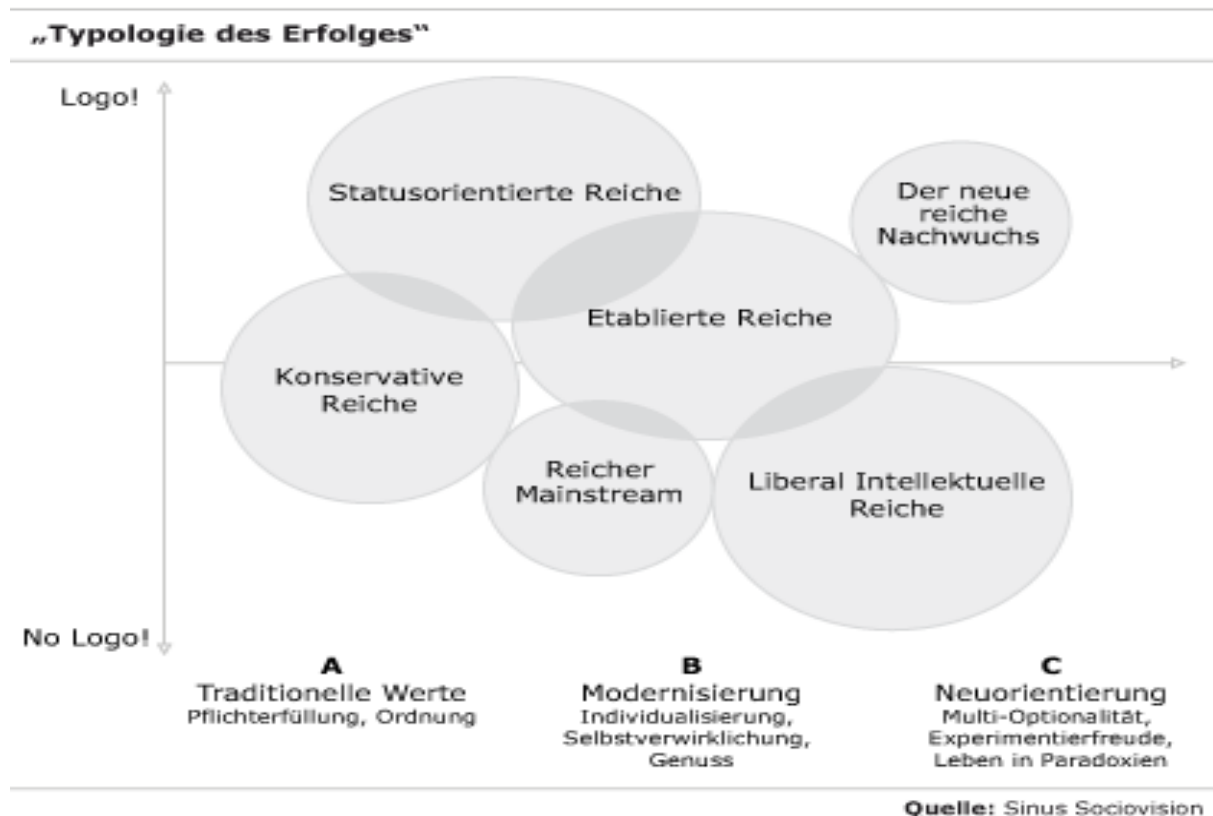 „Typologie des Erfolges“
Logo!
Statusorientierte Reiche
Der neue
reiche
Nachwuchs
Etablierte Reiche
Konservative
Reiche
Reicher
Mainstream
Liberal Intellektuelle
Reiche
No Logo!
A
Traditionelle Werte
Pflichterfüllung, Ordnung
B
Modernisierung
Individualisierung,
Selbstverwirklichung,
Genuss
C
Neuorientierung
Multi-Optionalität,
Experimentierfreude,
Leben in Paradoxien
Quelle: Sinus Sociovision